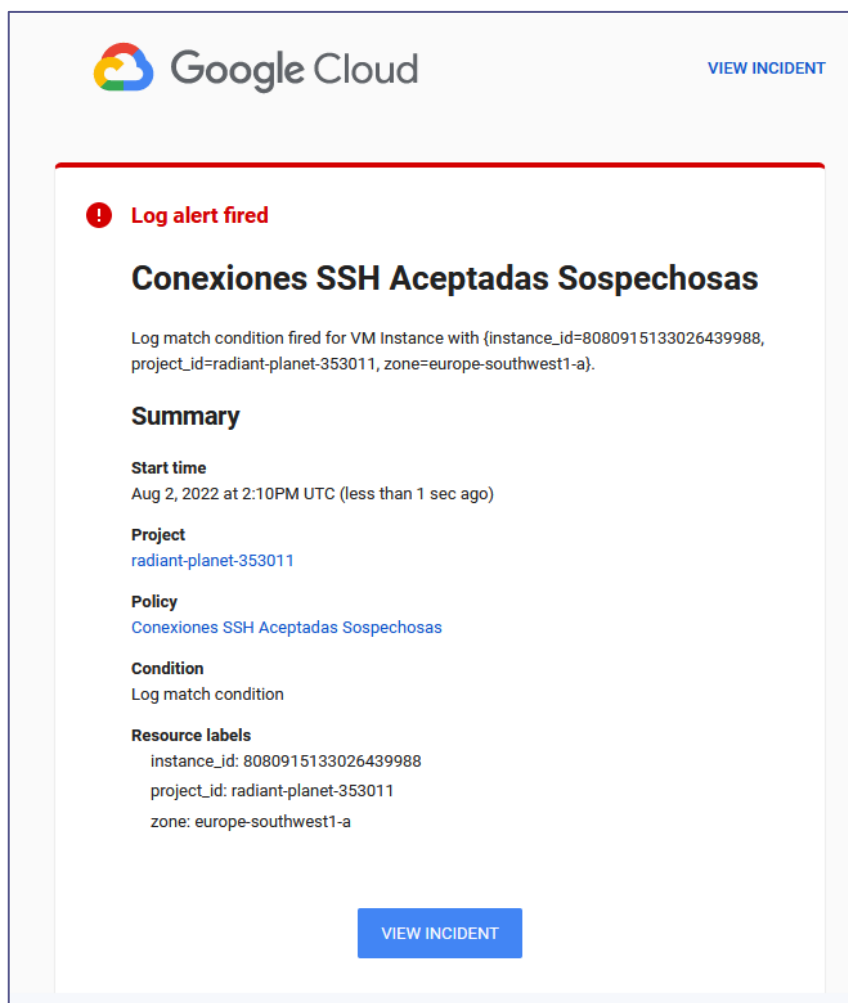 Google Cloud
VIEW INCIDENT
Log alert fired
Conexiones SSH Aceptadas Sospechosas
Log match condition fired for VM Instance with {instance_id=8080915133026439988,
project_id=radiant-planet-353011, zone=europe-southwest1-a}.
Summary
Start time
Aug 2, 2022 at 2:10PM UTC (less than 1 sec ago)
Project
radiant-planet-353011
Policy
Conexiones SSH Aceptadas Sospechosas
Condition
Log match condition
Resource labels
instance_id: 8080915133026439988
project_id: radiant-planet-353011
zone: europe-southwest1-a
VIEW INCIDENT